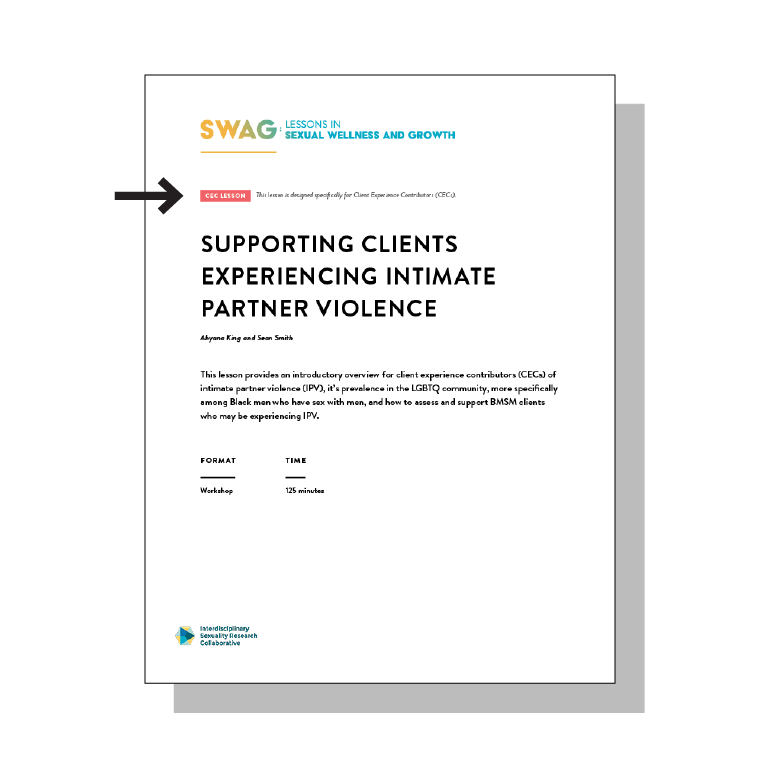 SWAG: LESSONS IN
SEXUAL WELLNESS AND GROWTH
CEC LESSON This lesson is designed specifically for Client Experience Contributors (CECs).
SUPPORTING CLIENTS
EXPERIENCING INTIMATE
PARTNER VIOLENCE
Ahyana King and Sean Smith
This lesson provides an introductory overview for client experience contributors (CECs) of
intimate partner violence (IPV), it's prevalence in the LGBTQ community, more specifically
among Black men who have sex with men, and how to assess and support BMSM clients
who may be experiencing IPV.
FORMAT TIME
Workshop 125 minutes
Interdisciplinary
Sexuality Research
Collaborative